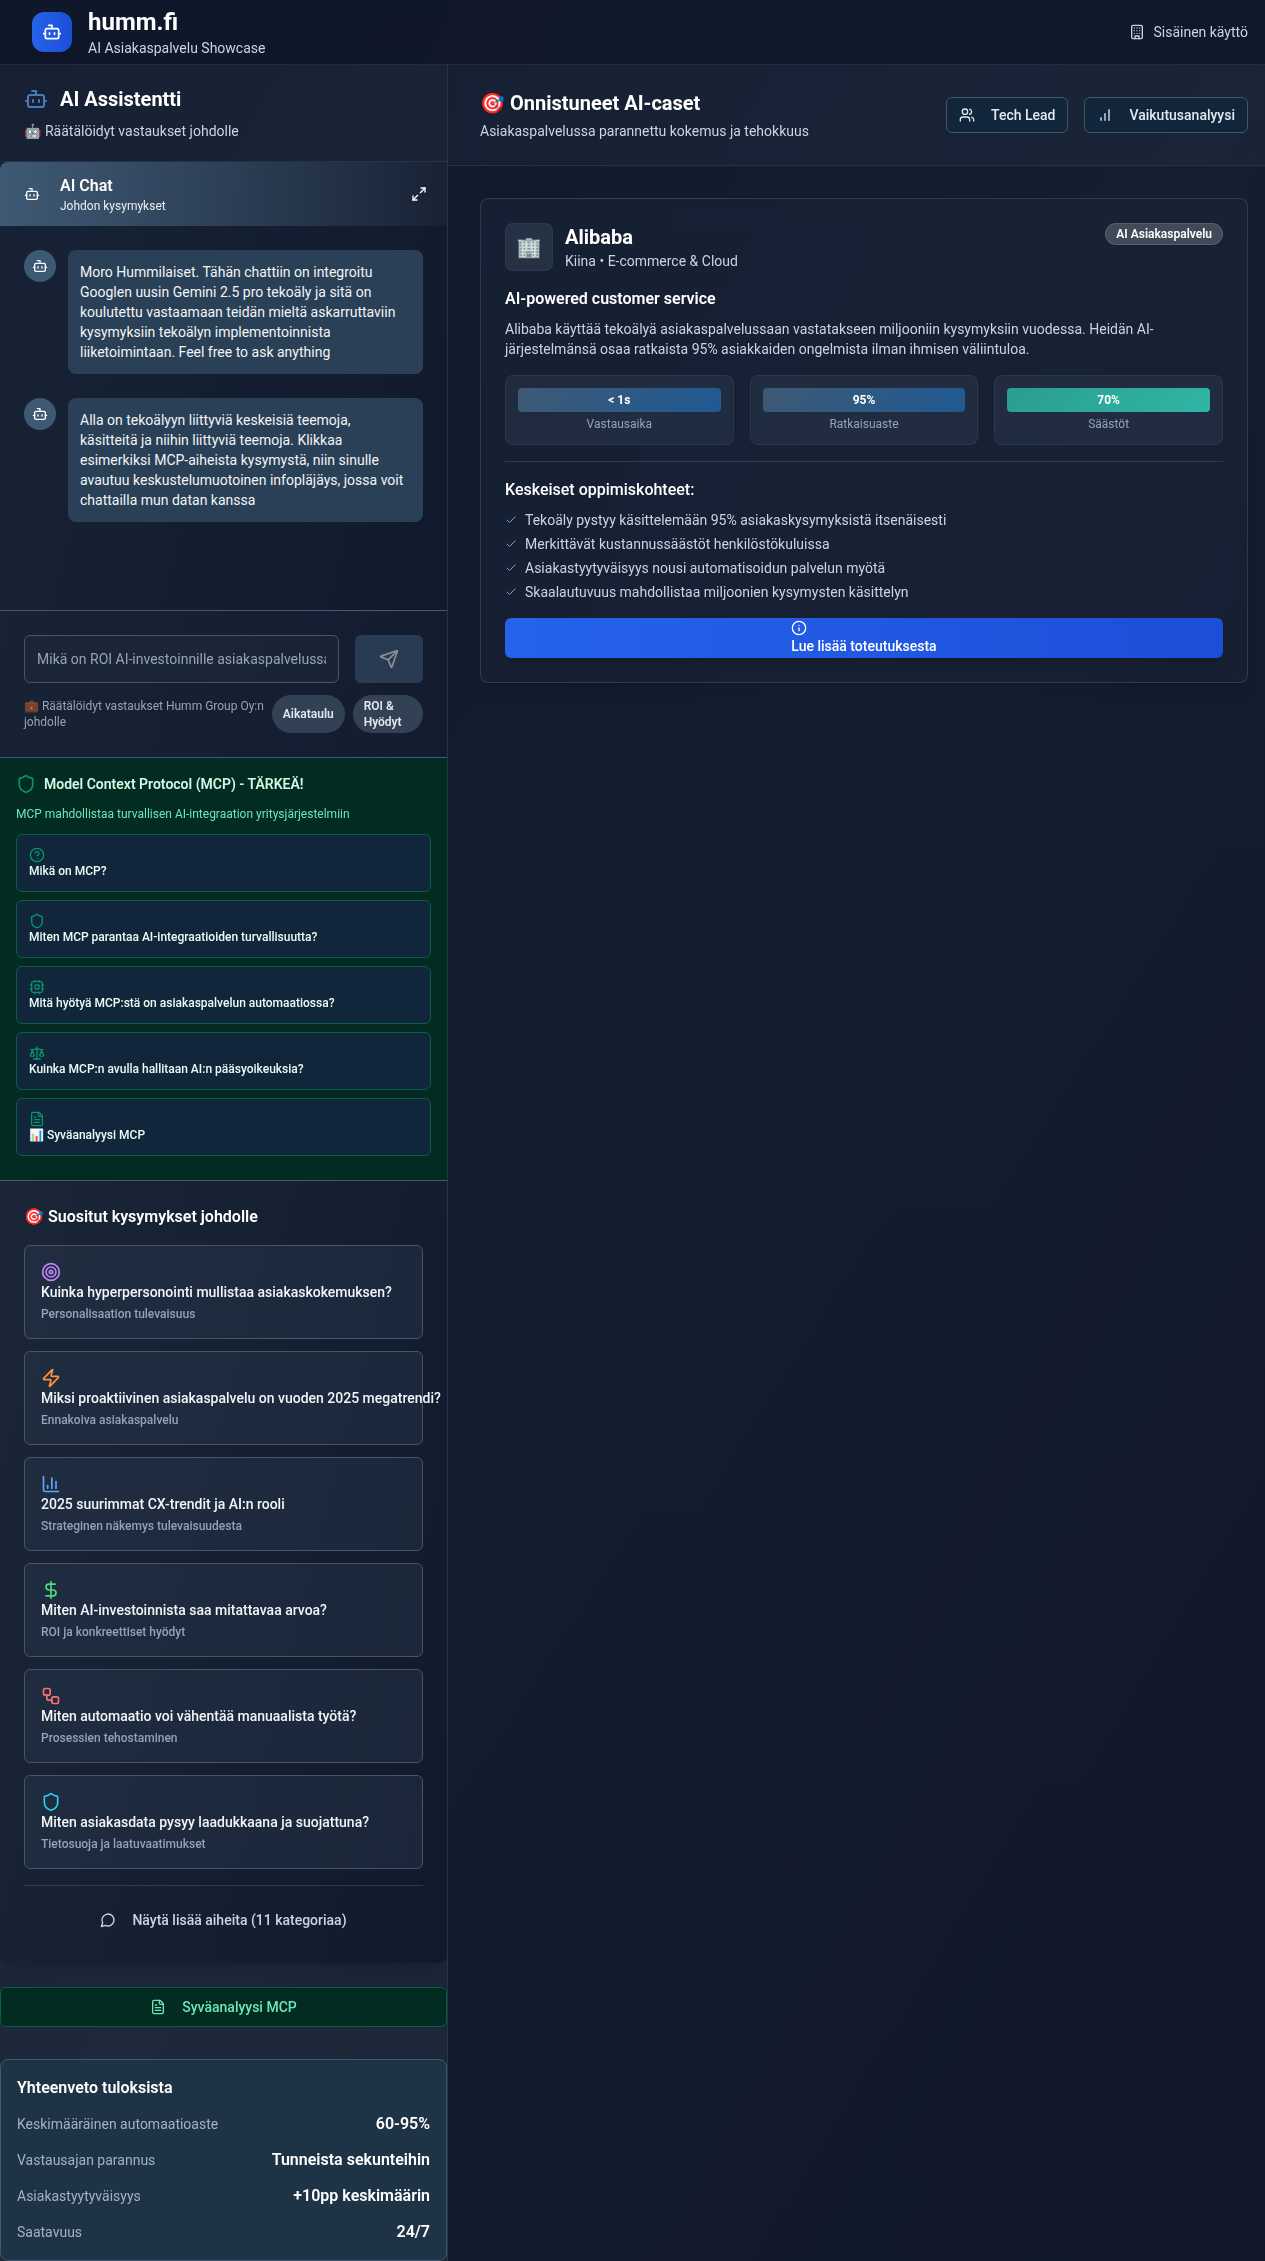 humm.fi
AI Asiakaspalvelu Showcase
Sisäinen käyttö
AI Assistentti
🤖 Räätälöidyt vastaukset johdolle
AI Chat
Johdon kysymykset
Moro Hummilaiset. Tähän chattiin on integroitu
Googlen uusin Gemini 2.5 pro tekoäly ja sitä on
koulutettu vastaamaan teidän mieltä askarruttaviin
kysymyksiin tekoälyn implementoinnista
liiketoimintaan. Feel free to ask anything
Alla on tekoälyyn liittyviä keskeisiä teemoja,
käsitteitä ja niihin liittyviä teemoja. Klikkaa
esimerkiksi MCP-aiheista kysymystä, niin sinulle
avautuu keskustelumuotoinen infopläjäys, jossa voit
chattailla mun datan kanssa
Mikä on ROI AI-investoinnille asiakaspalveluss
💼 Räätälöidyt vastaukset Humm Group Oy:n
johdolle
Aikataulu
ROI &
Hyödyt
Model Context Protocol (MCP) - TÄRKEÄ!
MCP mahdollistaa turvallisen AI-integraation yritysjärjestelmiin
Mikä on MCP?
Miten MCP parantaa AI-integraatioiden turvallisuutta?
Mitä hyötyä MCP:stä on asiakaspalvelun automaatiossa?
Kuinka MCP:n avulla hallitaan AI:n pääsyoikeuksia?
📊 Syväanalyysi MCP
🎯 Suositut kysymykset johdolle
Kuinka hyperpersonointi mullistaa asiakaskokemuksen?
Personalisaation tulevaisuus
Miksi proaktiivinen asiakaspalvelu on vuoden 2025 megatrendi?
Ennakoiva asiakaspalvelu
2025 suurimmat CX-trendit ja AI:n rooli
Strateginen näkemys tulevaisuudesta
Miten AI-investoinnista saa mitattavaa arvoa?
ROI ja konkreettiset hyödyt
Miten automaatio voi vähentää manuaalista työtä?
Prosessien tehostaminen
Miten asiakasdata pysyy laadukkaana ja suojattuna?
Tietosuoja ja laatuvaatimukset
Näytä lisää aiheita (11 kategoriaa)
Syväanalyysi MCP
Yhteenveto tuloksista
Keskimääräinen automaatioaste 60-95%
Vastausajan parannus Tunneista sekunteihin
Asiakastyytyväisyys +10pp keskimäärin
Saatavuus 24/7
🎯 Onnistuneet AI-caset
Asiakaspalvelussa parannettu kokemus ja tehokkuus
Tech Lead
Vaikutusanalyysi
Alibaba
Kiina • E-commerce & Cloud
AI Asiakaspalvelu
AI-powered customer service
Alibaba käyttää tekoälyä asiakaspalvelussaan vastatakseen miljooniin kysymyksiin vuodessa. Heidän AI-
järjestelmänsä osaa ratkaista 95% asiakkaiden ongelmista ilman ihmisen väliintuloa.
< 1s
Vastausaika
95%
Ratkaisuaste
70%
Säästöt
Keskeiset oppimiskohteet:
Tekoäly pystyy käsittelemään 95% asiakaskysymyksistä itsenäisesti
Merkittävät kustannussäästöt henkilöstökuluissa
Asiakastyytyväisyys nousi automatisoidun palvelun myötä
Skaalautuvuus mahdollistaa miljoonien kysymysten käsittelyn
Lue lisää toteutuksesta